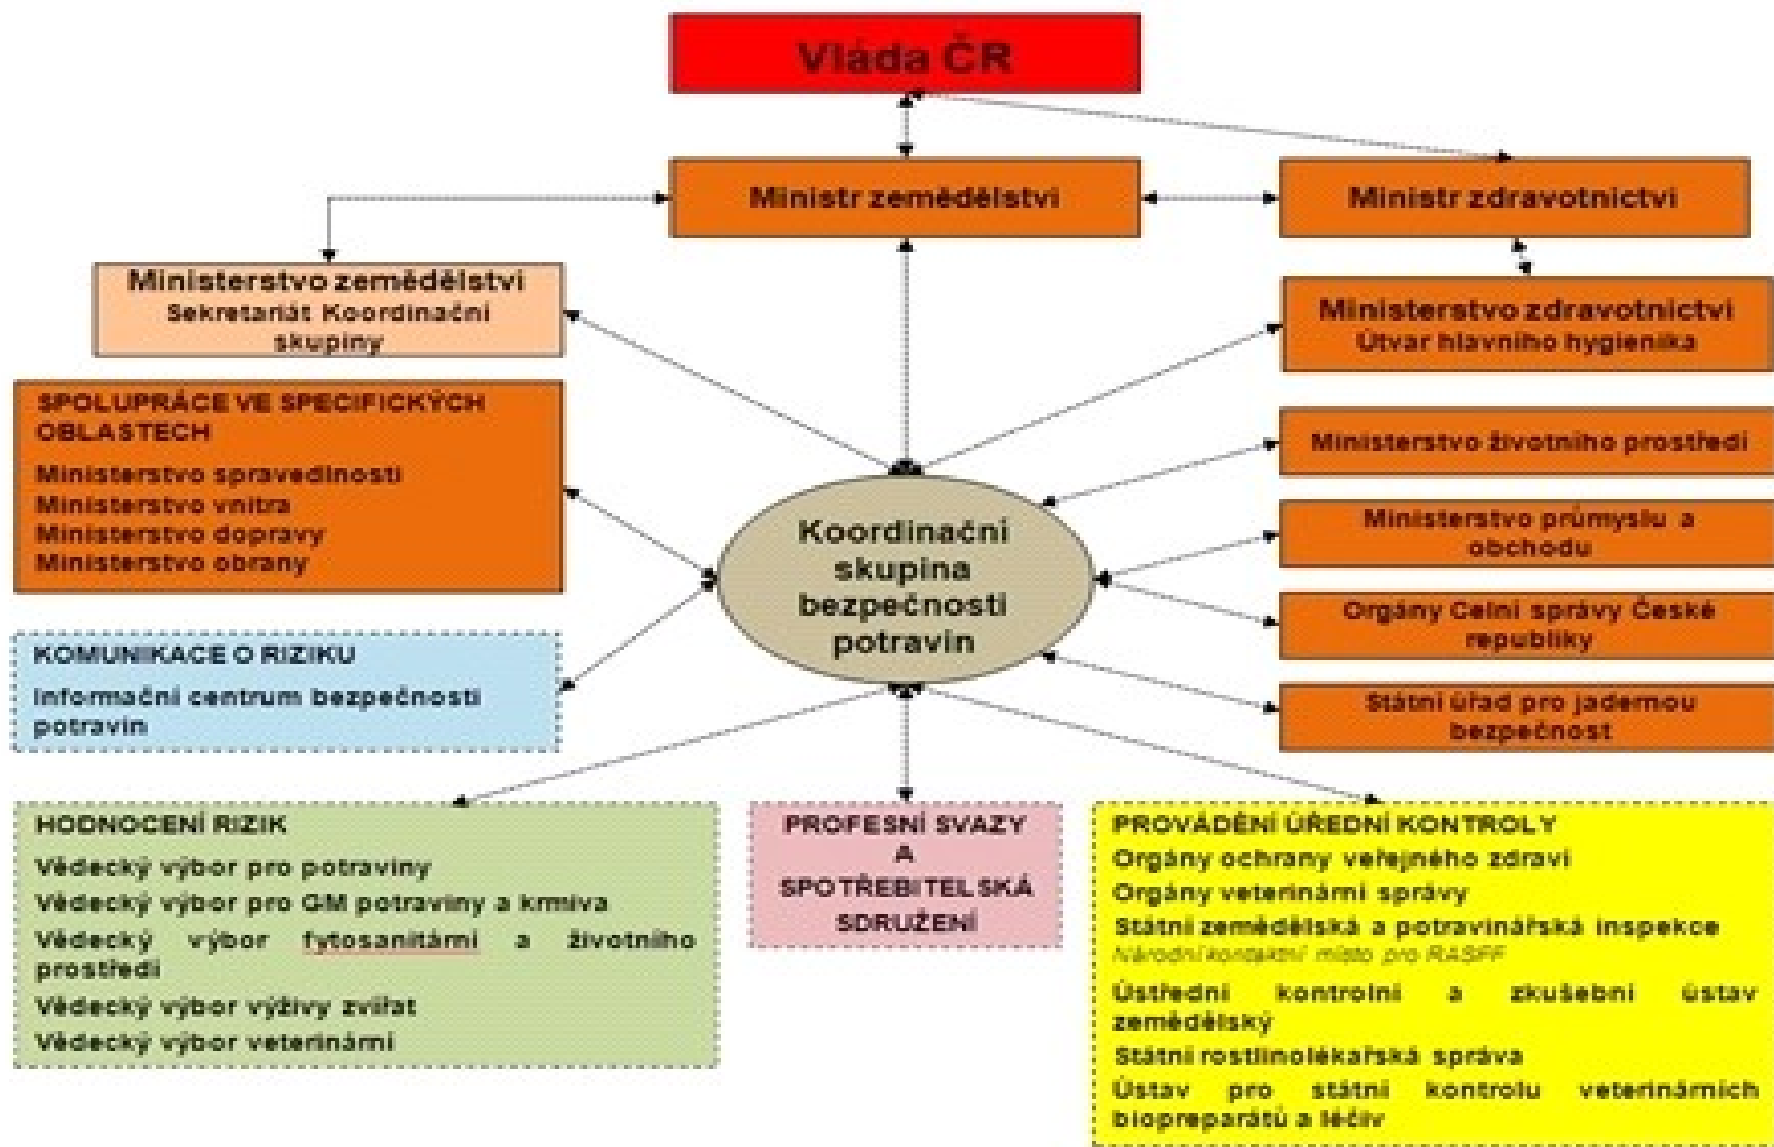 Vláda ČR
Ministr zemědělství
Ministr zdravotnictví
Ministerstvo zemědělství
Sekretariát Koordinační
skupiny
Ministerstvo zdravotnictví
Útvar hlavního hygienika
SPOLUPRÁCE VE SPECIFICKÝCH
OBLASTECH
Ministerstvo spravedlnosti
Ministerstvo vnitra
Ministerstvo dopravy
Ministerstvo obrany
Ministerstvo životního prostředí
Ministerstvo průmyslu a
obchodu
Orgány Celní správy České
republiky
Státní úřad pro jadernou
bezpečnost
Koordinační
skupina
bezpečnosti
potravin
KOMUNIKACE O RIZIKU
Informační centrum bezpečnosti
potravin
HODNOCENÍ RIZIK
Vědecký výbor pro potraviny
Vědecký výbor pro GM potraviny a krmiva
Vědecký výbor fytosanitární a životního
prostředí
Vědecký výbor výživy zvířat
Vědecký výbor veterinární
PROFESNÍ SVAZY
A
SPOTŘEBITELSKÁ
SDRUŽENÍ
PROVÁDĚNÍ ÚŘEDNÍ KONTROLY
Orgány ochrany veřejného zdraví
Orgány veterinární správy
Státní zemědělská a potravinářská inspekce
Národní kontaktní místo pro RASFF
Ústřední kontrolní a zkušební ústav
zemědělský
Státní rostlinolékařská správa
Ústav pro státní kontrolu veterinárních
biopreparátů a léčiv